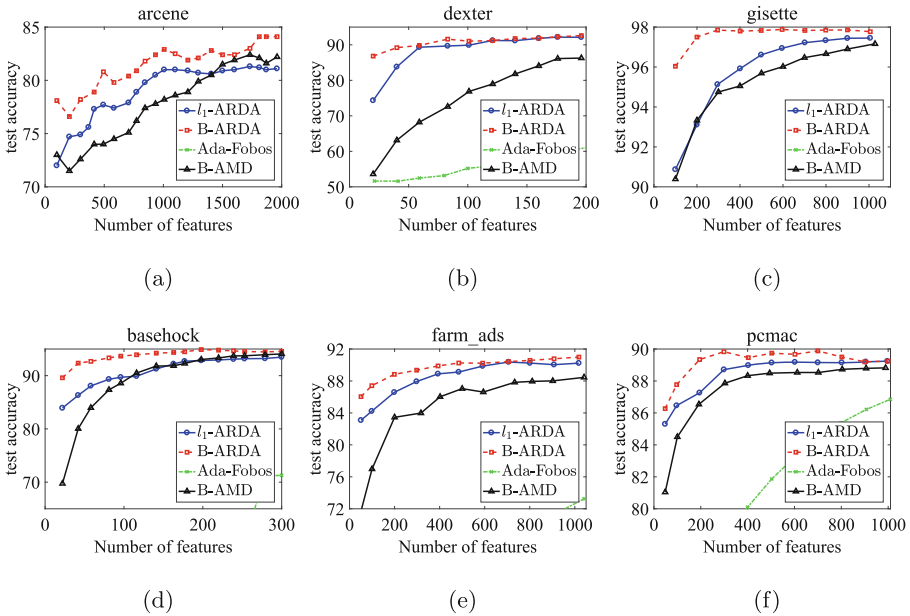 arcene
test accuracy
85
80
75
70
0 500 1000 1500 2000
Number of features
l₁-ARDA
B-ARDA
Ada-Fobos
B-AMD
(a)
dexter
test accuracy
90
80
70
60
50
0 50 100 150 200
Number of features
l₁-ARDA
B-ARDA
Ada-Fobos
B-AMD
(b)
gisette
test accuracy
98
96
94
92
90
0 200 400 600 800 1000
Number of features
l₁-ARDA
B-ARDA
Ada-Fobos
B-AMD
(c)
basehock
test accuracy
90
80
70
0 100 200 300
Number of features
l₁-ARDA
B-ARDA
Ada-Fobos
B-AMD
(d)
farm_ads
test accuracy
92
88
84
80
76
72
0 200 400 600 800 1000
Number of features
l₁-ARDA
B-ARDA
Ada-Fobos
B-AMD
(e)
pcmac
test accuracy
90
88
86
84
82
80
0 200 400 600 800 1000
Number of features
l₁-ARDA
B-ARDA
Ada-Fobos
B-AMD
(f)